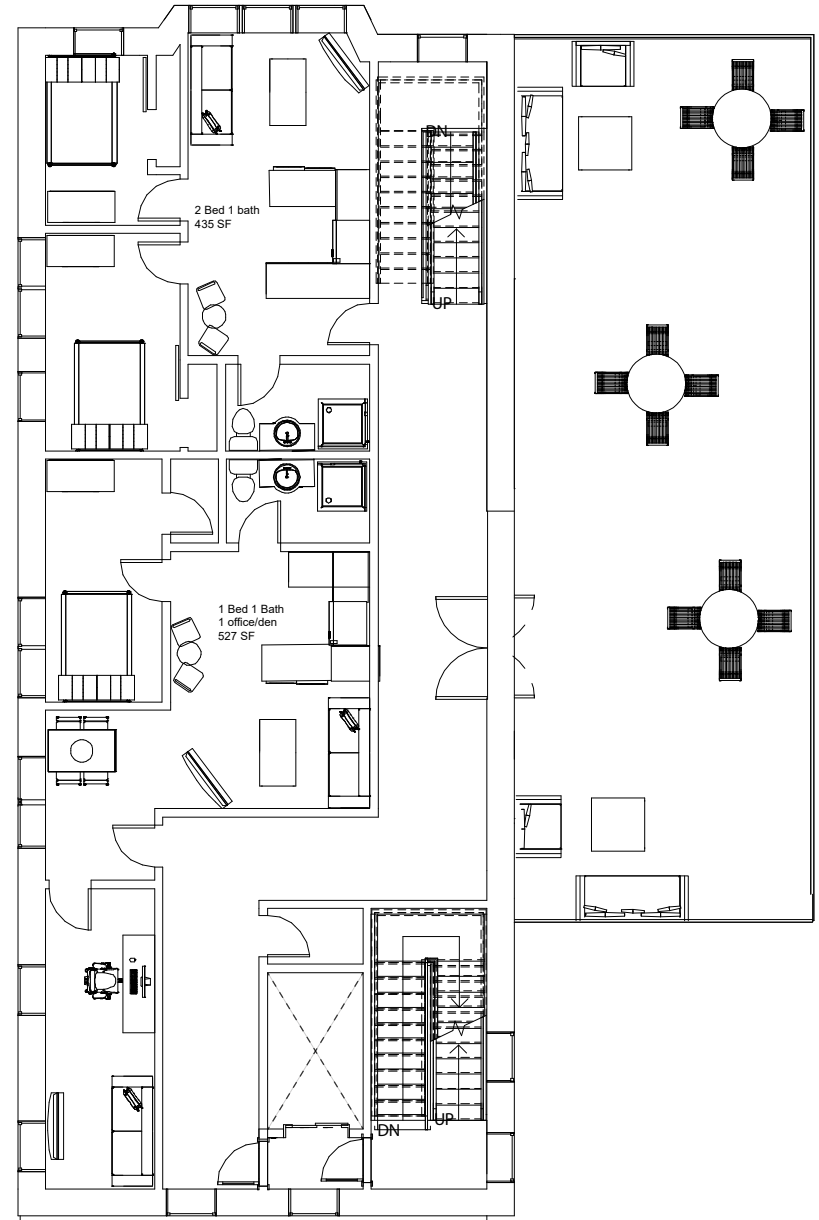 DN
2 Bed 1 bath
435 SF
UP
1 Bed 1 Bath
1 office/den
527 SF
UP
DN